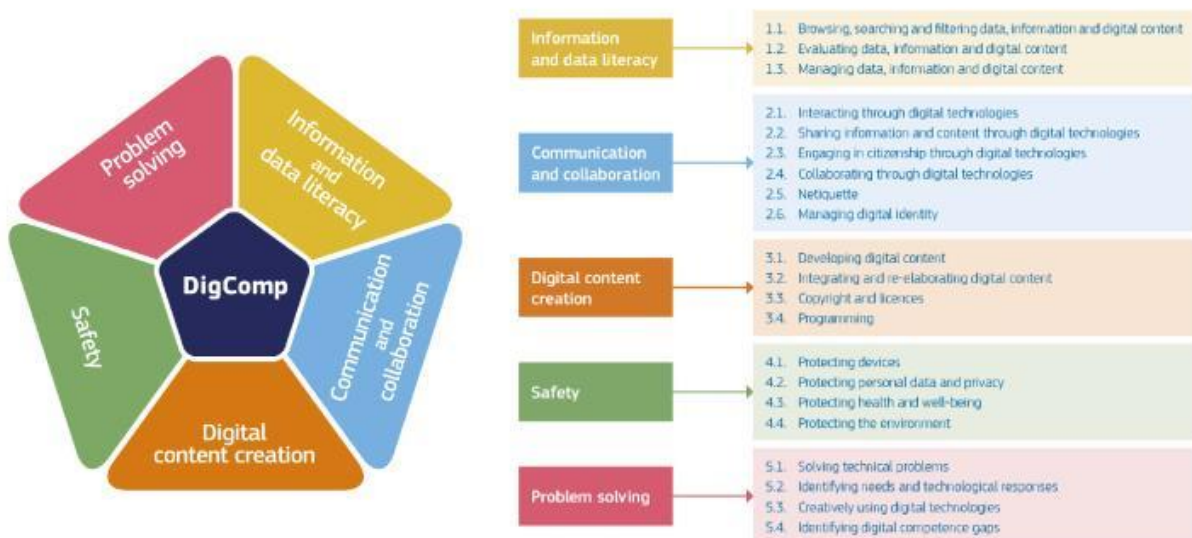 Problem
solving
Information
and
data literacy
DigComp
Safety
Communication
and
collaboration
Digital
content creation
Information
and data literacy
1.1. Browsing, searching and filtering data, information and digital content
1.2. Evaluating data, information and digital content
1.3. Managing data, information and digital content
Communication
and collaboration
2.1. Interacting through digital technologies
2.2. Sharing information and content through digital technologies
2.3. Engaging in citizenship through digital technologies
2.4. Collaborating through digital technologies
2.5. Netiquette
2.6. Managing digital identity
Digital content
creation
3.1. Developing digital content
3.2. Integrating and re-elaborating digital content
3.3. Copyright and licences
3.4. Programming
Safety
4.1. Protecting devices
4.2. Protecting personal data and privacy
4.3. Protecting health and well-being
4.4. Protecting the environment
Problem solving
5.1. Solving technical problems
5.2. Identifying needs and technological responses
5.3. Creatively using digital technologies
5.4. Identifying digital competence gaps